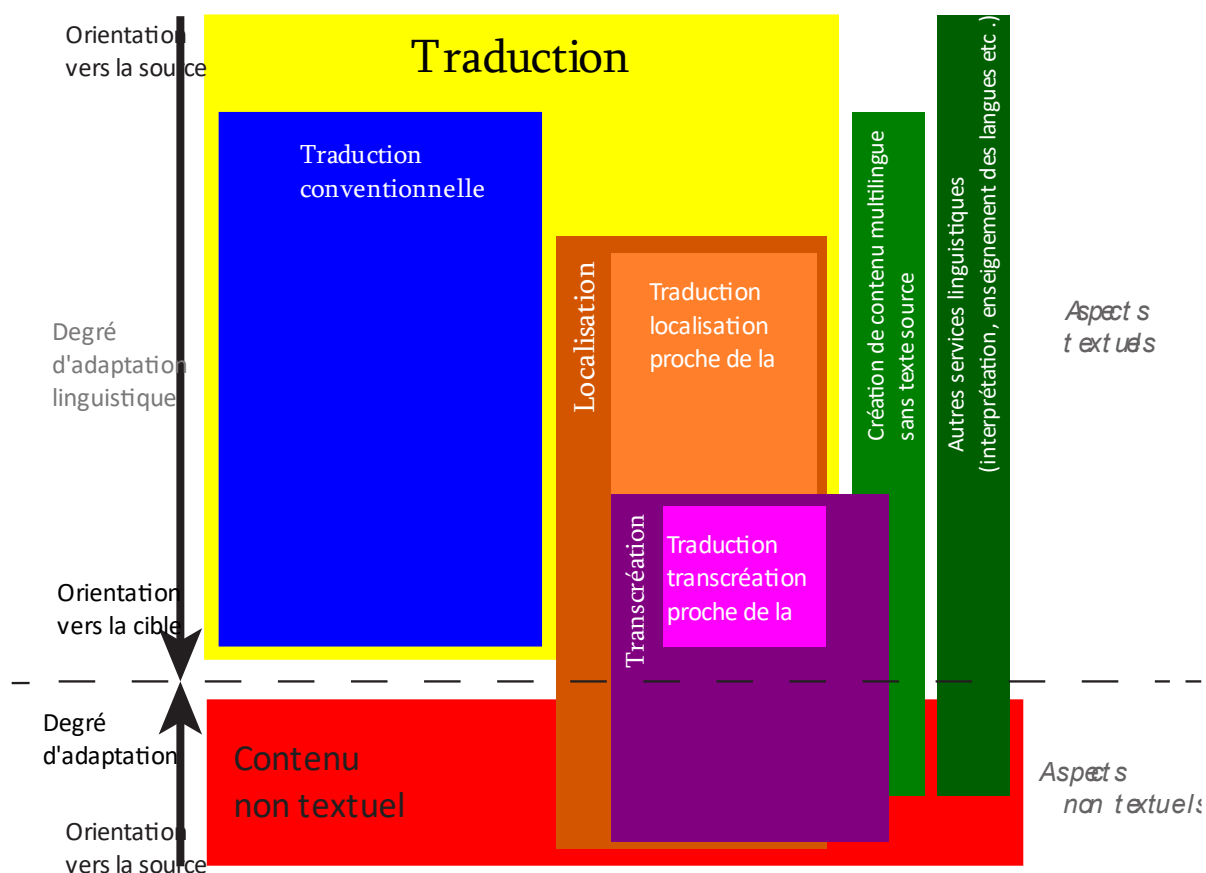 Orientation
vers la source
Traduction
Traduction
conventionnelle
Localisation
Traduction
localisation
proche de la
Création de contenu multilingue
sans texte source
Autres services linguistiques
(interprétation, enseignement des langues etc .)
Degré
d'adaptation
linguistique
Aspects
textuels
Transcréation
Traduction
transcréation
proche de la
Orientation
vers la cible
Degré
d'adaptation
Contenu
non textuel
Aspects
non textuels
Orientation
vers la source